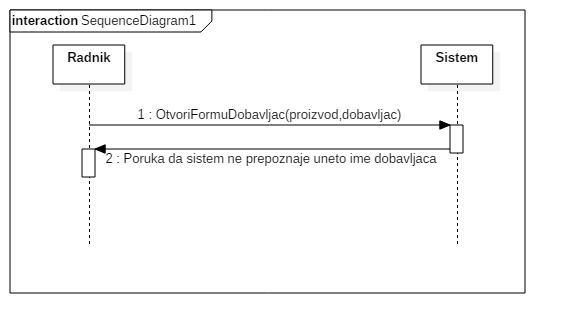 interaction SequenceDiagram1
Radnik
Sistem
1 : OtvoriFormuDobavljac(proizvod,dobavljac)
2 : Poruka da sistem ne prepoznaje uneto ime dobavljaca